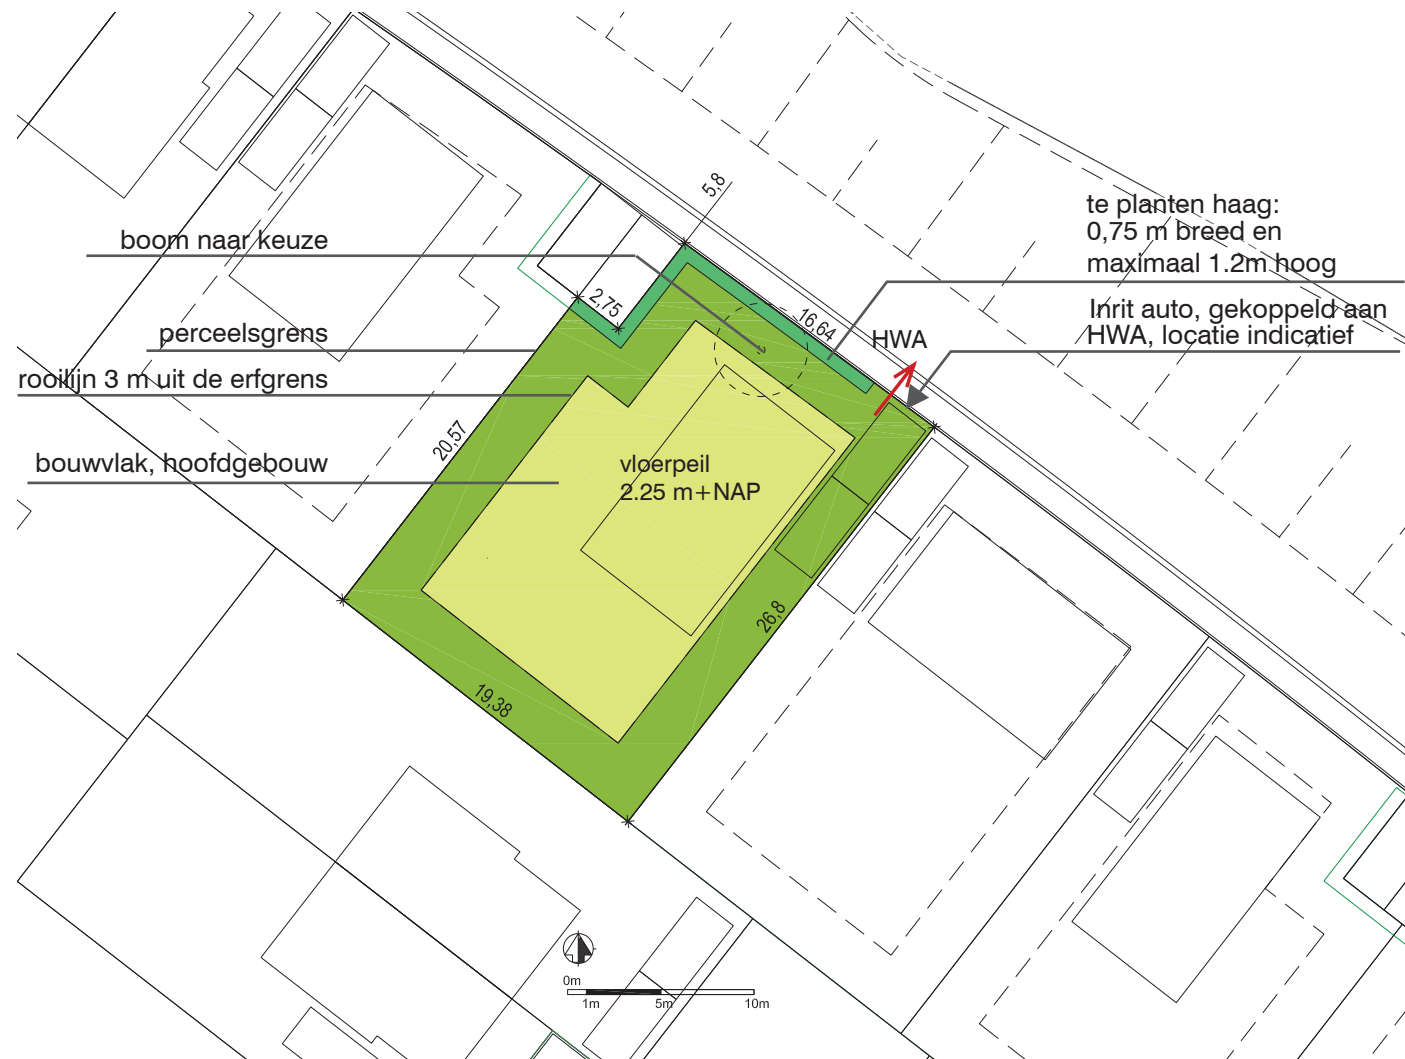 5,8
te planten haag:
0,75 m breed en
maximaal 1.2m hoog
boom naar keuze
2,75
16,64
Inrit auto, gekoppeld aan
HWA, locatie indicatief
HWA
perceelsgrens
rooilijn 3 m uit de erfgrens
20,57
bouwvlak, hoofdgebouw
vloerpeil
2.25 m+NAP
26,8
19,38
0m
1m 5m 10m